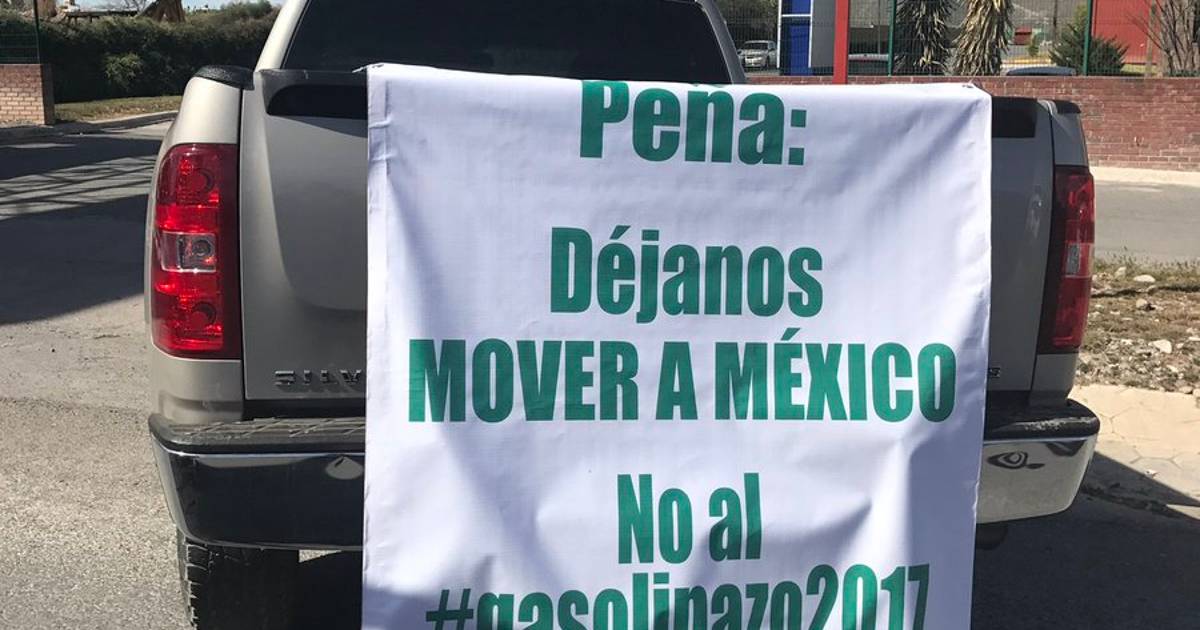 Peña:
Déjanos
MOVER A MÉXICO
No al
#gasolinazo2017